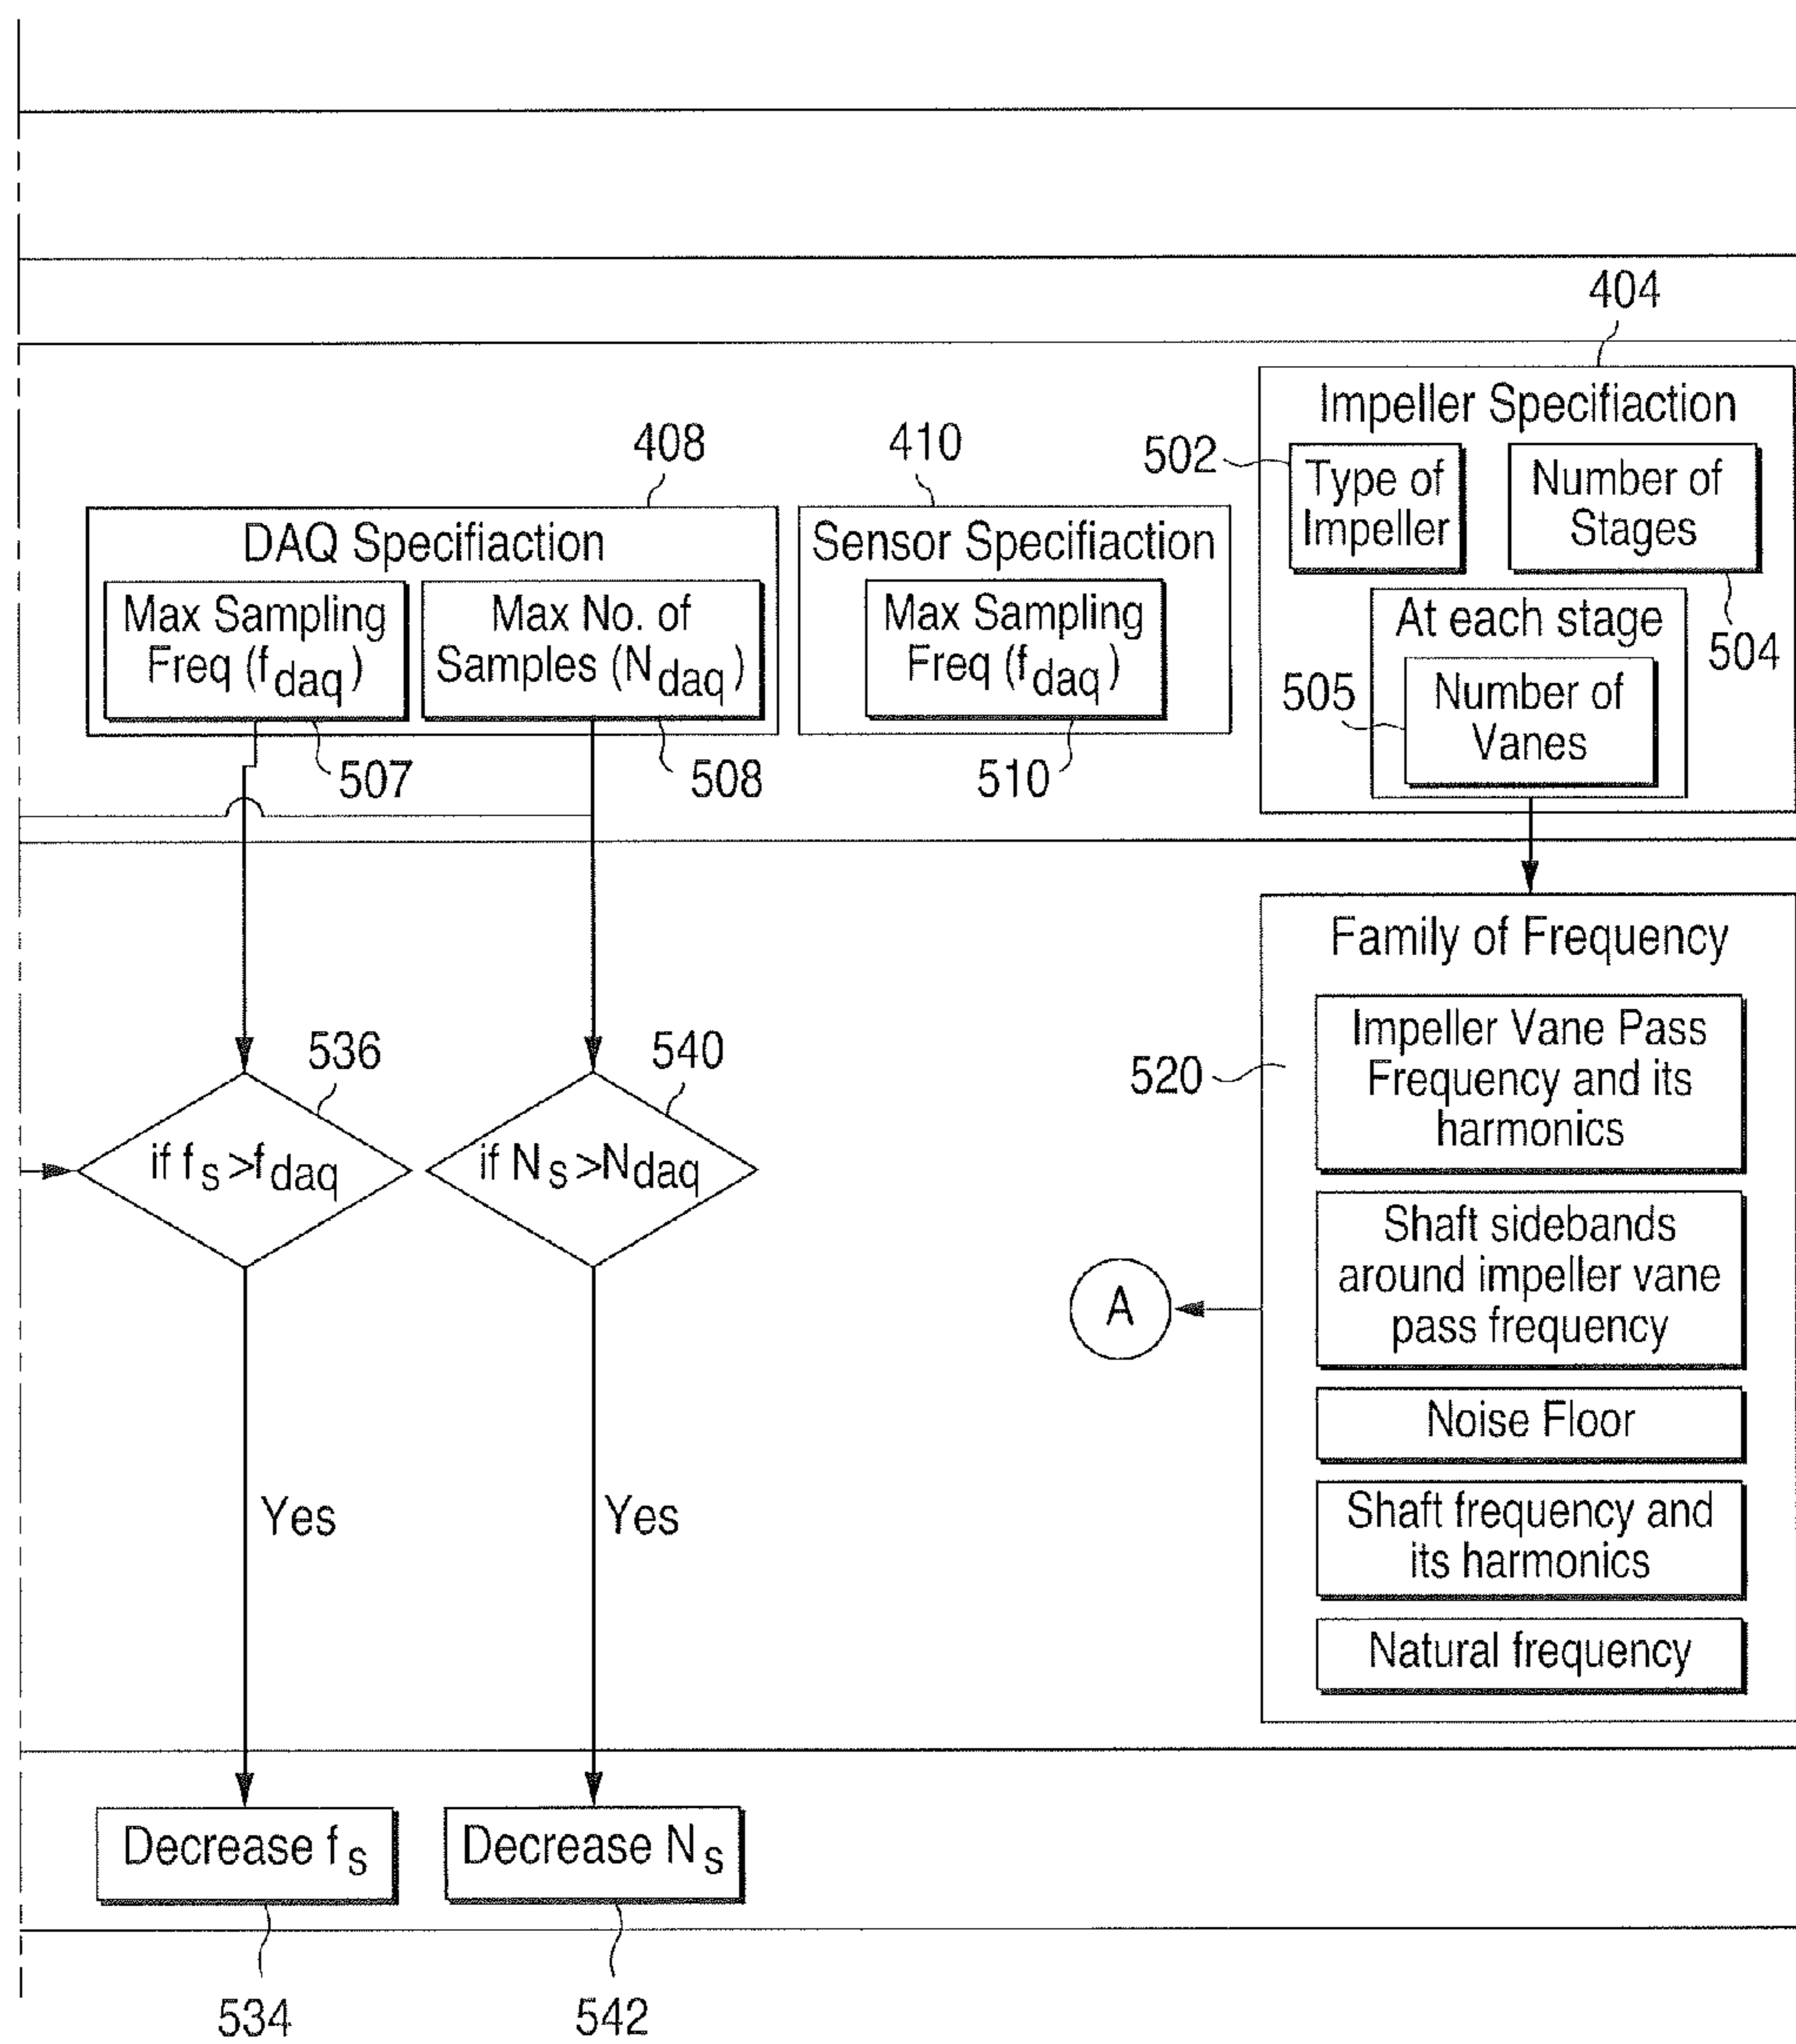 404
Impeller Specifiaction
502
Type of
Impeller
Number of
Stages
504
At each stage
505
Number of
Vanes
408
DAQ Specifiaction
Max Sampling
Freq (fdaq)
507
Max No. of
Samples (Ndaq)
508
410
Sensor Specifiaction
Max Sampling
Freq (fdaq)
510
536
if fs>fdaq
540
if Ns>Ndaq
520
Family of Frequency
Impeller Vane Pass
Frequency and its
harmonics
Shaft sidebands
around impeller vane
pass frequency
Noise Floor
Shaft frequency and
its harmonics
Natural frequency
A
Yes
Yes
Decrease fs
534
Decrease Ns
542